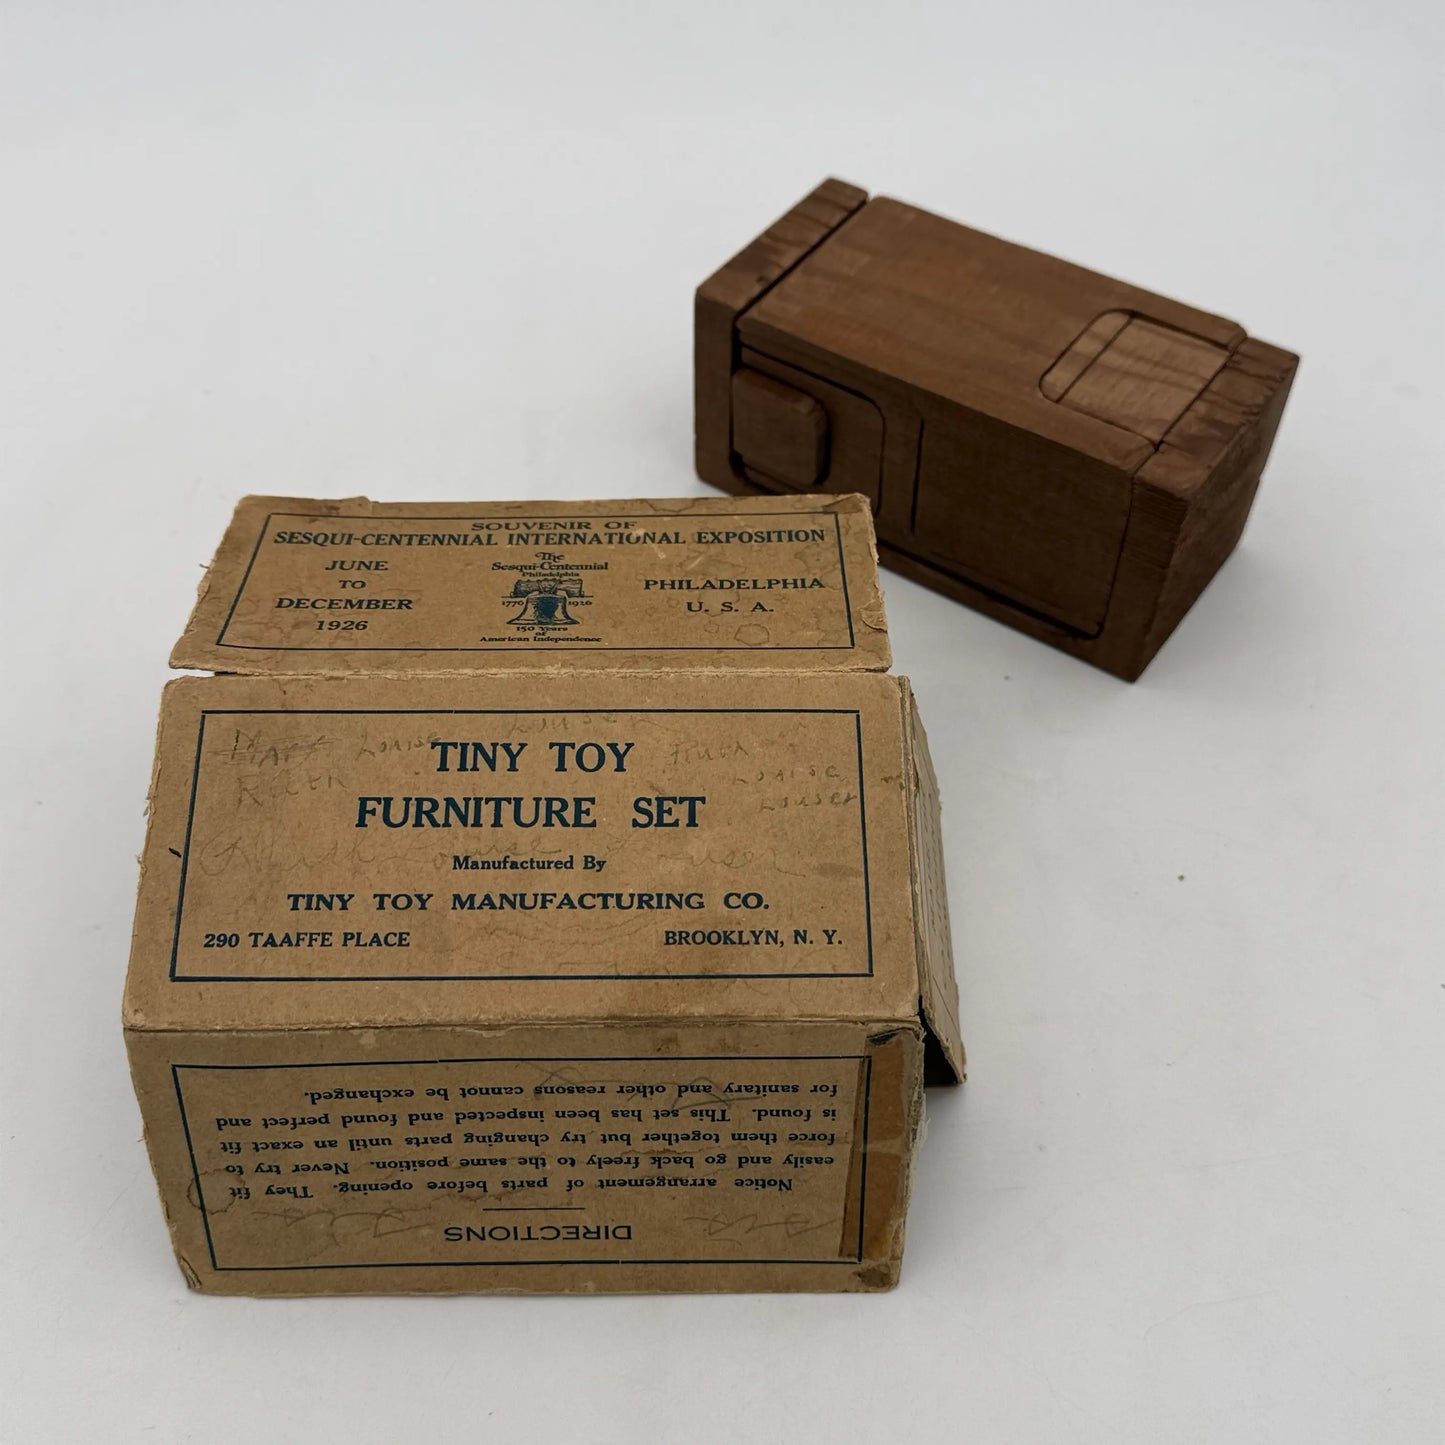 SOUVENIR OF
SESQUI-CENTENNIAL INTERNATIONAL EXPOSITION
JUNE
TO
DECEMBER
1926
The
Sesqui-Centennial
Philadelphia
1776 1926
150 Years
of
American Independence
PHILADELPHIA
U. S. A.
Louise
Ruth
Louise
TINY TOY
FURNITURE SET
Manufactured By
TINY TOY MANUFACTURING CO.
290 TAAFFE PLACE BROOKLYN, N. Y.
DIRECTIONS
Notice arrangement of parts before opening. They fit
easily and go back freely to the same position. Never try to
force them together but try changing parts until an exact fit
is found. This set has been inspected and found perfect and
for sanitary and other reasons cannot be exchanged.